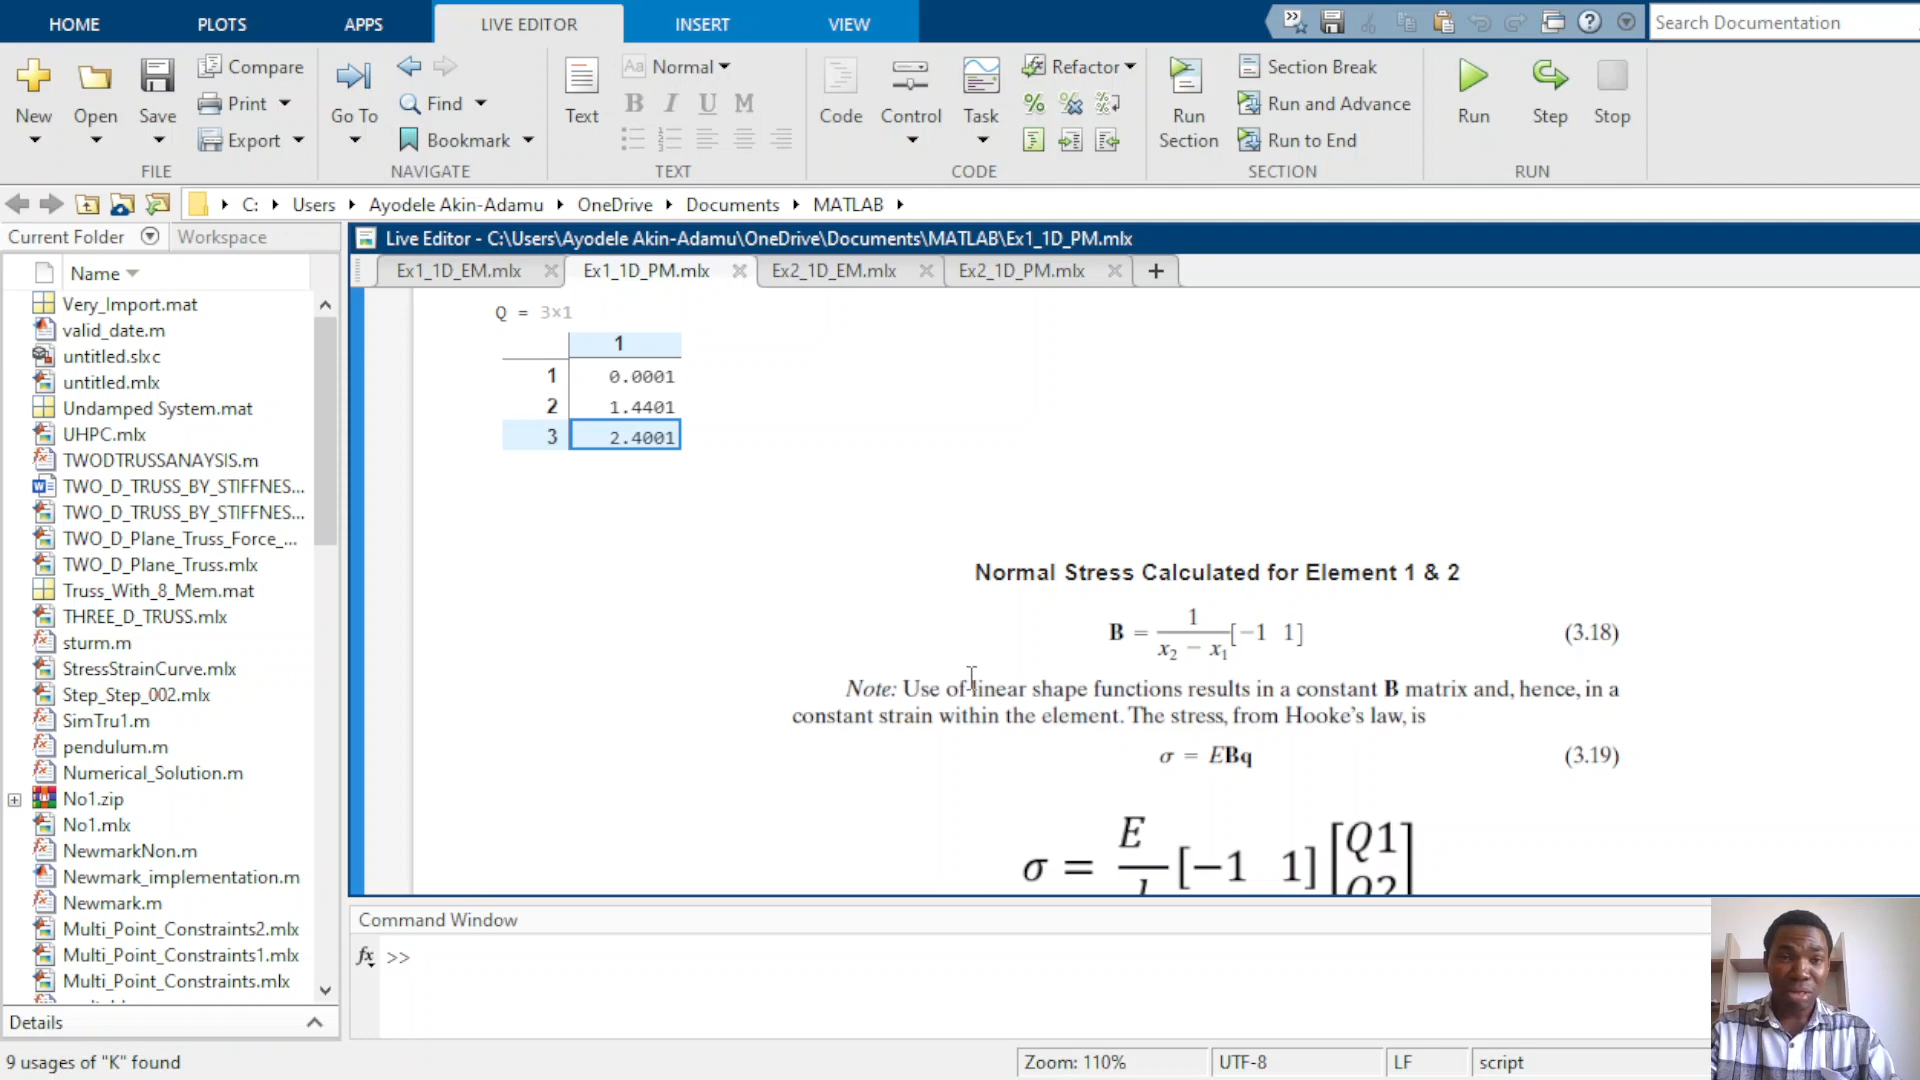 HOME PLOTS APPS LIVE EDITOR INSERT VIEW Search Documentation
New Open Save Compare Print Export
FILE
Go To Find Bookmark
NAVIGATE
Text Aa Normal B I U M
TEXT
Code Control Task Refactor
CODE
Run Section Section Break Run and Advance Run to End
SECTION
Run Step Stop
RUN
C: Users Ayodele Akin-Adamu OneDrive Documents MATLAB
Current Folder Workspace
Name
Very_Import.mat
valid_date.m
untitled.slxc
untitled.mlx
Undamped System.mat
UHPC.mlx
TWODTRUSSANAYSIS.m
TWO_D_TRUSS_BY_STIFFNES...
TWO_D_TRUSS_BY_STIFFNES...
TWO_D_Plane_Truss_Force_...
TWO_D_Plane_Truss.mlx
Truss_With_8_Mem.mat
THREE_D_TRUSS.mlx
sturm.m
StressStrainCurve.mlx
Step_Step_002.mlx
SimTru1.m
pendulum.m
Numerical_Solution.m
No1.zip
No1.mlx
NewmarkNon.m
Newmark_implementation.m
Newmark.m
Multi_Point_Constraints2.mlx
Multi_Point_Constraints1.mlx
Multi_Point_Constraints.mlx
Details
9 usages of "K" found
Live Editor - C:\Users\Ayodele Akin-Adamu\OneDrive\Documents\MATLAB\Ex1_1D_PM.mlx
Ex1_1D_EM.mlx Ex1_1D_PM.mlx Ex2_1D_EM.mlx Ex2_1D_PM.mlx +
Q = 3×1
1
1 0.0001
2 1.4401
3 2.4001
Normal Stress Calculated for Element 1 & 2
B = 1 / (x₂ − x₁) [−1 1] (3.18)
Note: Use of linear shape functions results in a constant B matrix and, hence, in a
constant strain within the element. The stress, from Hooke's law, is
σ = EBq (3.19)
σ = E / l [−1 1] [Q1 Q2]
Command Window
fx >>
Zoom: 110% UTF-8 LF script